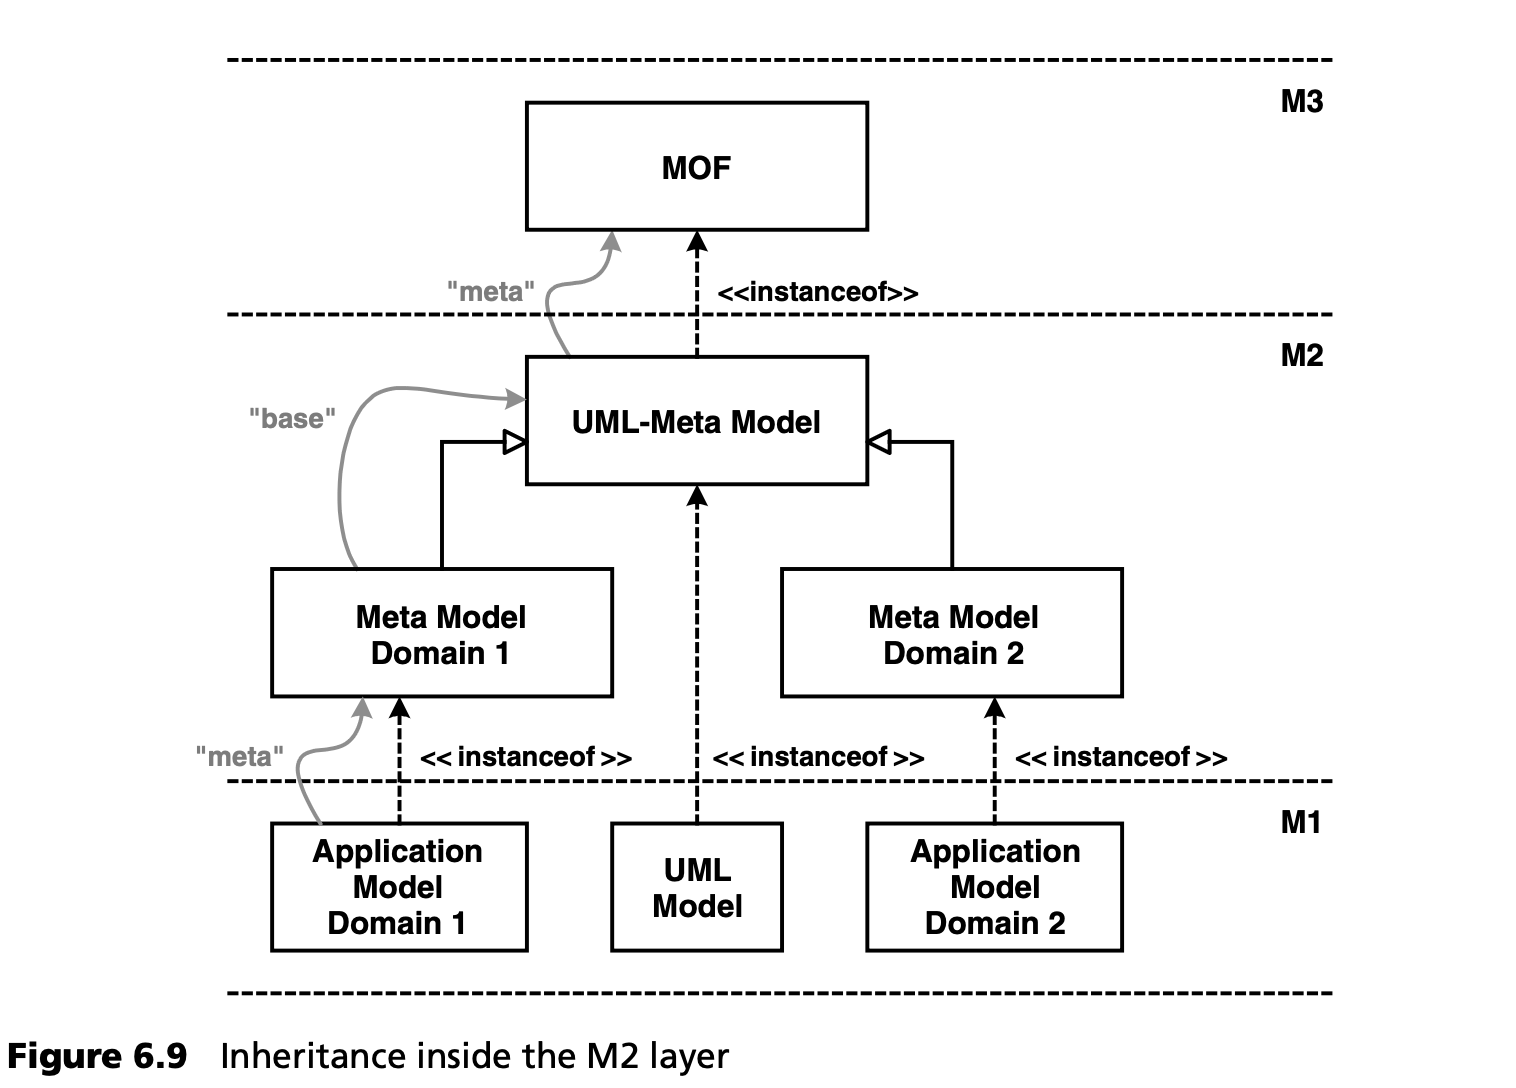 M3
MOF
"meta"
<<instanceof>>
M2
"base"
UML-Meta Model
Meta Model
Domain 1
Meta Model
Domain 2
"meta"
<< instanceof >>
<< instanceof >>
<< instanceof >>
M1
Application
Model
Domain 1
UML
Model
Application
Model
Domain 2
Figure 6.9 Inheritance inside the M2 layer